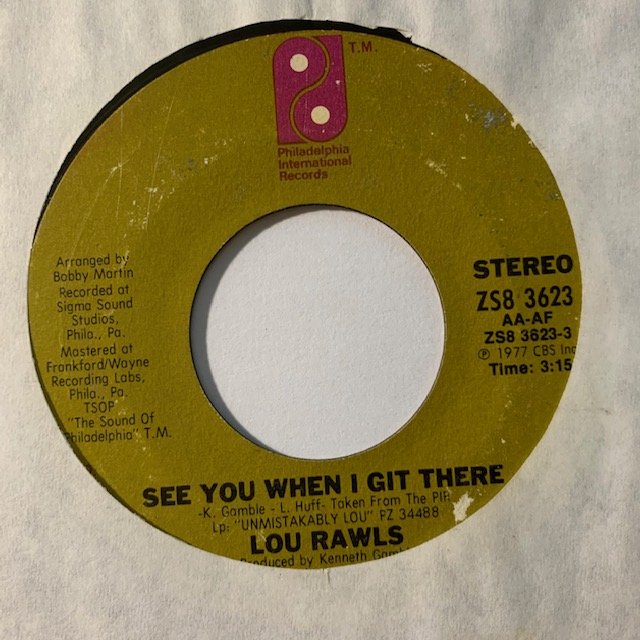 T.M.
Philadelphia
International
Records
Arranged by
Bobby Martin
Recorded at
Sigma Sound
Studios,
Phila., Pa.
Mastered at
Frankford/Wayne
Recording Labs,
Phila., Pa.
TSOP
"The Sound Of
Philadelphia" T.M.
STEREO
ZS8 3623
AA-AF
ZS8 3623-3
Ⓟ 1977 CBS Inc
Time: 3:15
SEE YOU WHEN I GIT THERE
-K. Gamble - L. Huff- Taken From The PIR
Lp: "UNMISTAKABLY LOU" PZ 34488
LOU RAWLS
Produced by Kenneth Gamb